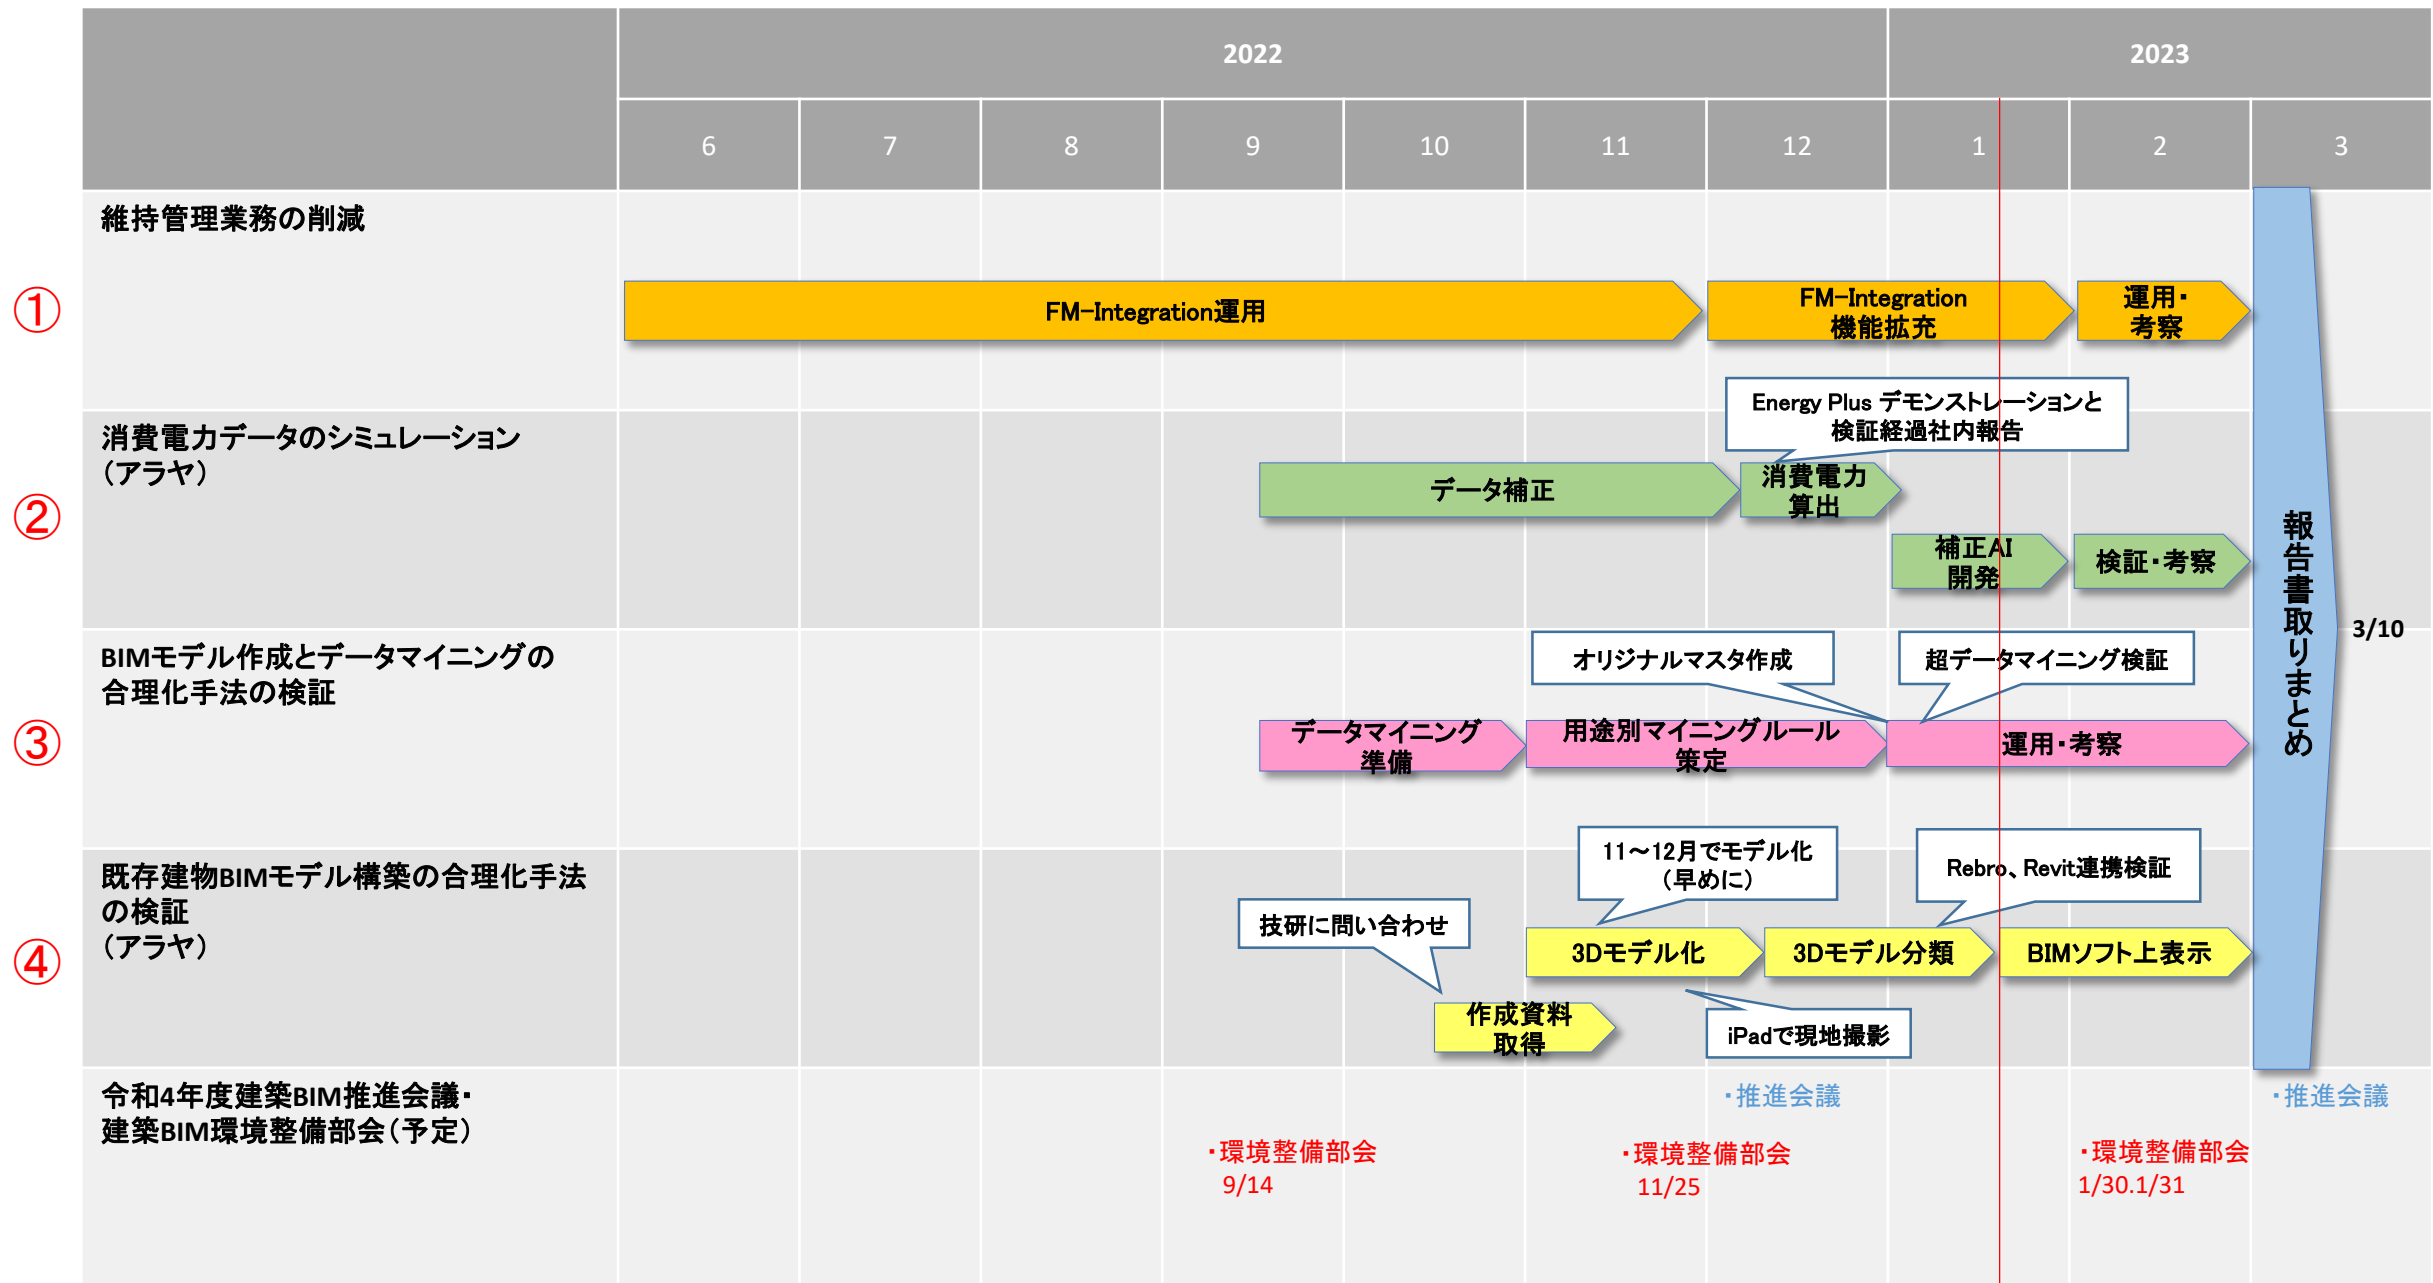 2022
2023
6
7
8
9
10
11
12
1
2
3
①
維持管理業務の削減
FM-Integration運用
FM-Integration
機能拡充
運用・
考察
②
消費電力データのシミュレーション
（アラヤ）
Energy Plus デモンストレーションと
検証経過社内報告
データ補正
消費電力
算出
補正AI
開発
検証・考察
③
BIMモデル作成とデータマイニングの
合理化手法の検証
オリジナルマスタ作成
超データマイニング検証
データマイニング
準備
用途別マイニングルール
策定
運用・考察
④
既存建物BIMモデル構築の合理化手法
の検証
（アラヤ）
技研に問い合わせ
11～12月でモデル化
（早めに）
Rebro、Revit連携検証
3Dモデル化
3Dモデル分類
BIMソフト上表示
作成資料
取得
iPadで現地撮影
報告書取りまとめ
3/10
令和4年度建築BIM推進会議・
建築BIM環境整備部会（予定）
・推進会議
・推進会議
・環境整備部会
9/14
・環境整備部会
11/25
・環境整備部会
1/30.1/31